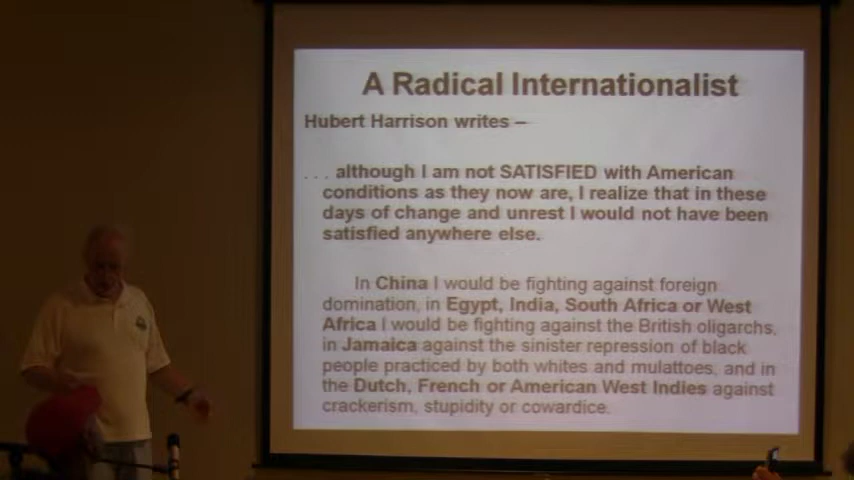 A Radical Internationalist
Hubert Harrison writes –
. . . although I am not SATISFIED with American
conditions as they now are, I realize that in these
days of change and unrest I would not have been
satisfied anywhere else.
In China I would be fighting against foreign
domination, in Egypt, India, South Africa or West
Africa I would be fighting against the British oligarchs,
in Jamaica against the sinister repression of black
people practiced by both whites and mulattoes, and in
the Dutch, French or American West Indies against
crackerism, stupidity or cowardice.